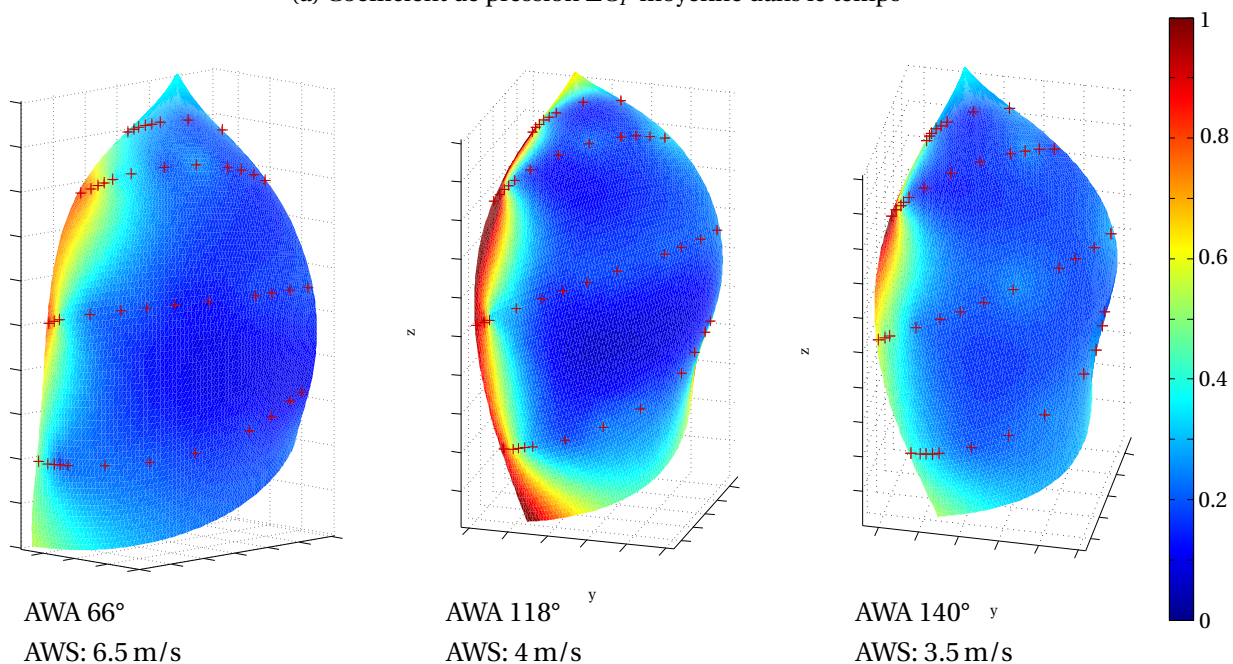 (a) Coefficient de pression ΔCP moyenné dans le temps
1
0.8
0.6
0.4
0.2
0
z
z
y
y
AWA 66°
AWS: 6.5 m/s
AWA 118°
AWS: 4 m/s
AWA 140°
AWS: 3.5 m/s